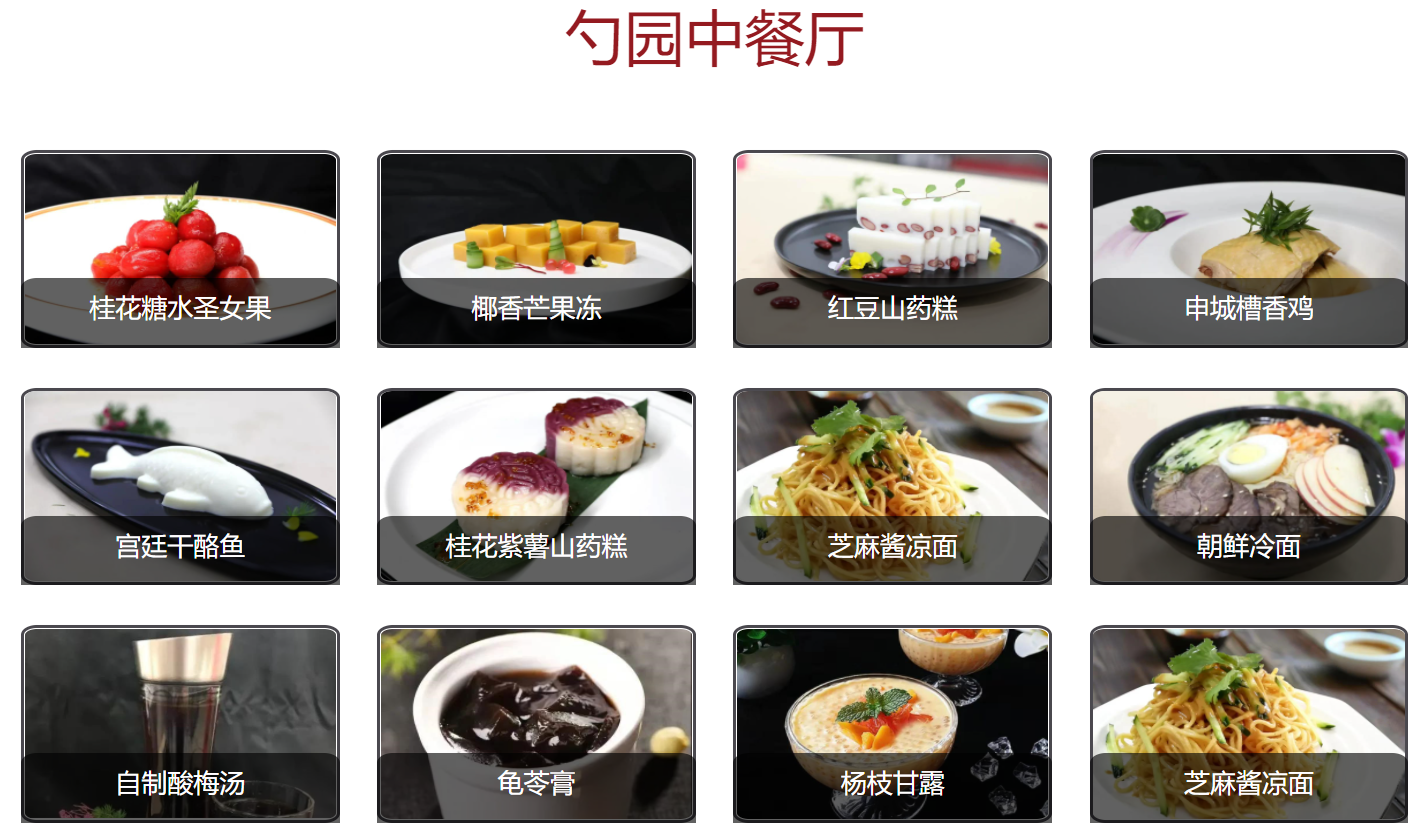 勺园中餐厅
桂花糖水圣女果
椰香芒果冻
红豆山药糕
申城槽香鸡
宫廷干酪鱼
桂花紫薯山药糕
芝麻酱凉面
朝鲜冷面
自制酸梅汤
龟苓膏
杨枝甘露
芝麻酱凉面